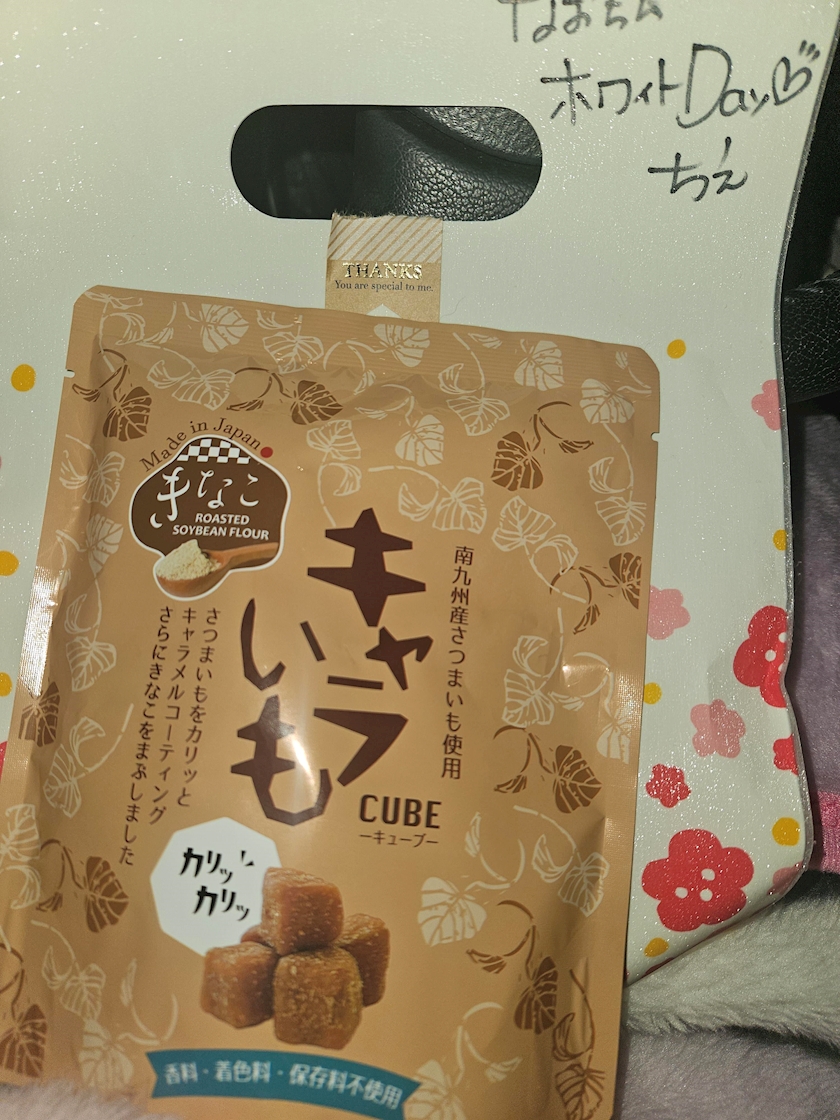 ホワイトDay♡
ちえ
THANKS
You are special to me.
Made in Japan
きなこ
ROASTED
SOYBEAN FLOUR
南九州産さつまいも使用
キャラ
いも
CUBE
ーキューブー
さつまいもをカリッと
キャラメルコーティング
さらにきなこをまぶしました
カリッ
カリッ
香料・着色料・保存料不使用